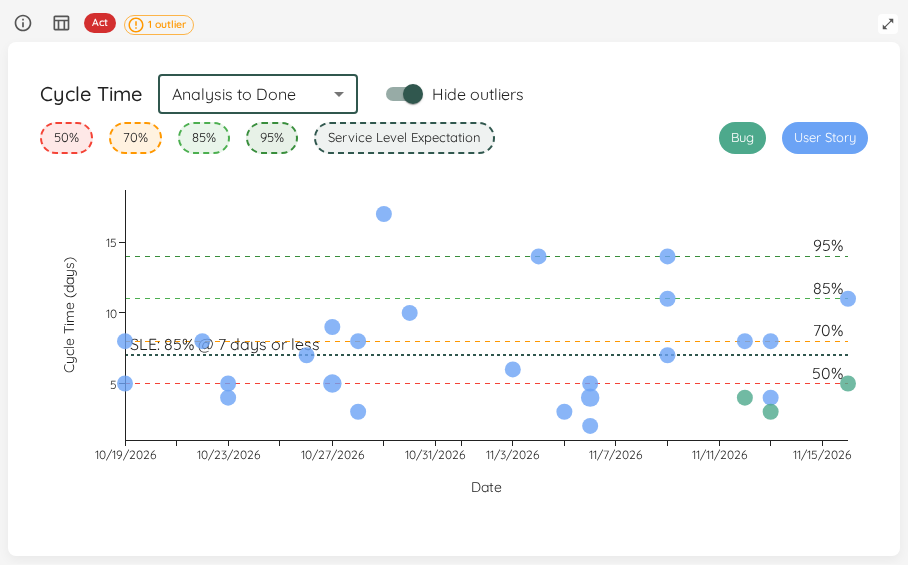 Act
1 outlier
Cycle Time
Analysis to Done
Hide outliers
50%
70%
85%
95%
Service Level Expectation
Bug
User Story
15
10
5
Cycle Time (days)
95%
85%
70%
SLE: 85% @ 7 days or less
50%
10/19/2026
10/23/2026
10/27/2026
10/31/2026
11/3/2026
11/7/2026
11/11/2026
11/15/2026
Date